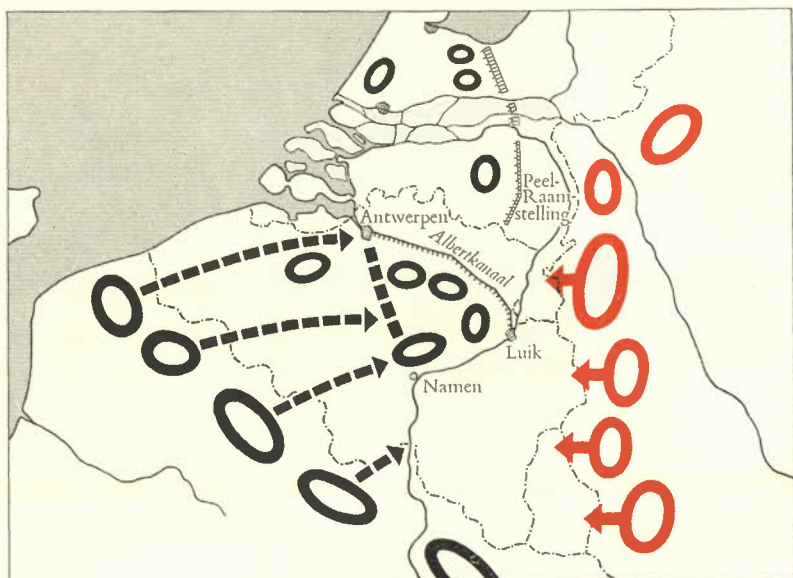 Peel-
Raam-
stelling
Antwerpen
Albertkanaal
Luik
Namen